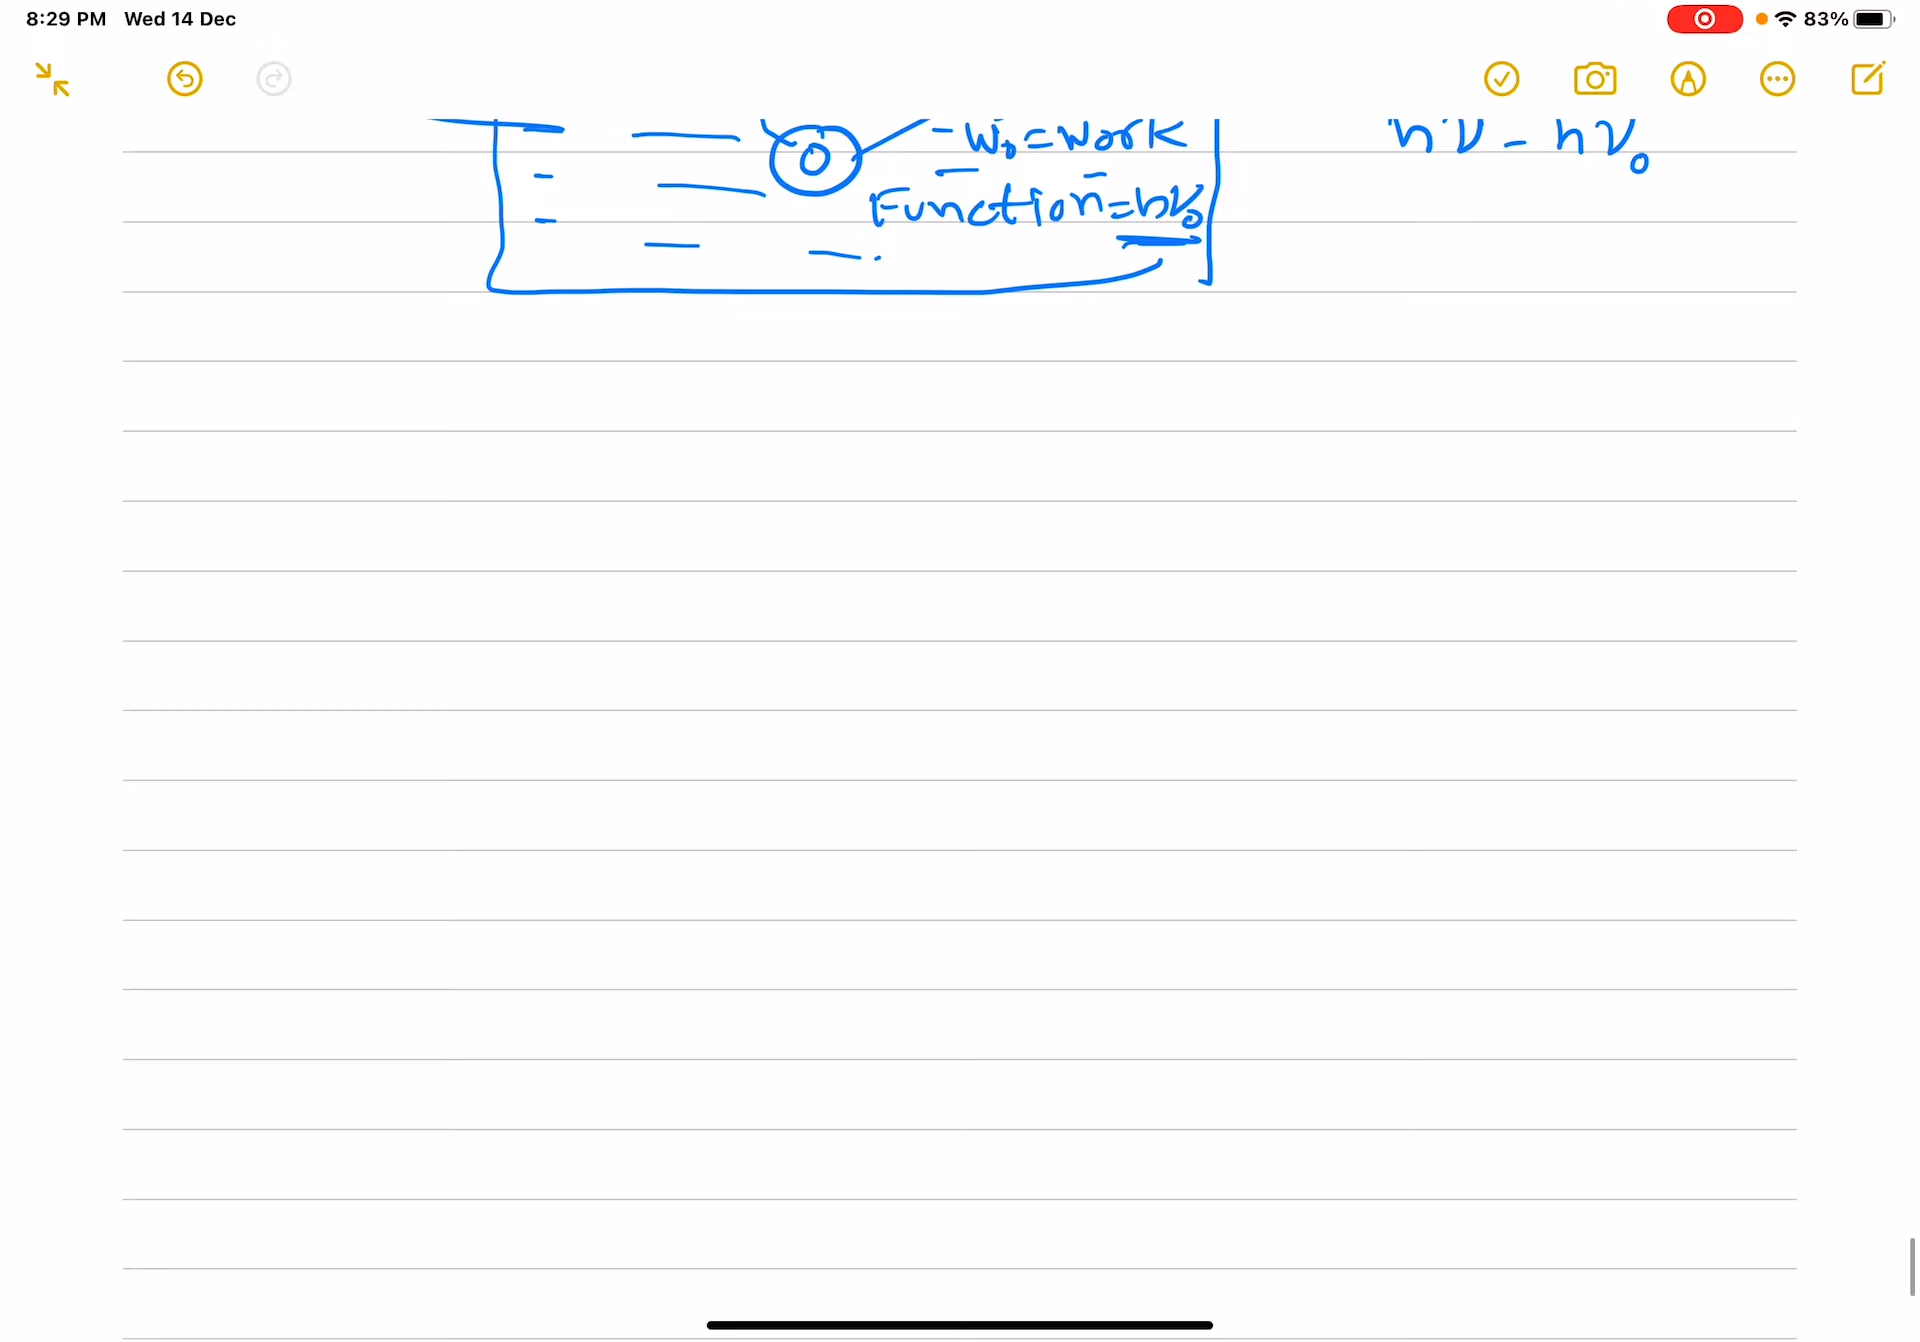 8:29 PM Wed 14 Dec
83%
- W₀ = Work
hν - hν₀
Function = hν₀